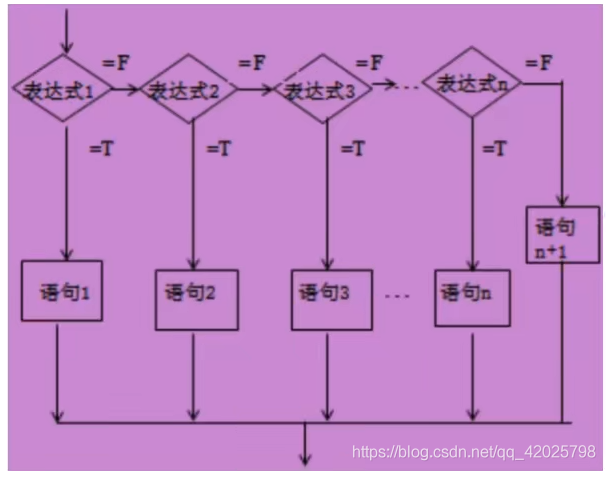 =F
=F
=F
=F
表达式1
表达式2
表达式3
...
表达式n
=T
=T
=T
=T
语句
n+1
语句1
语句2
语句3
...
语句n
https://blog.csdn.net/qq_42025798